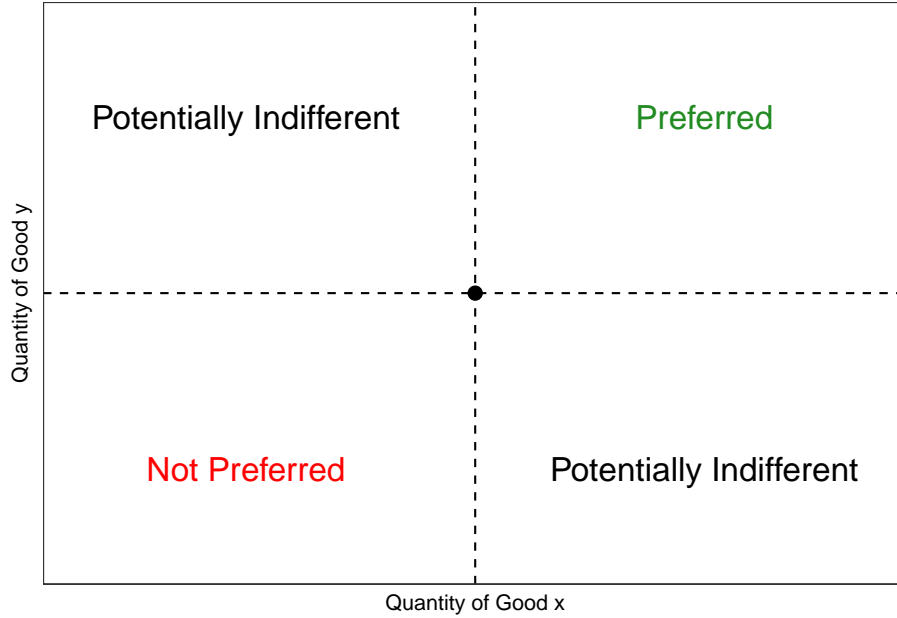 Potentially Indifferent
Preferred
Quantity of Good y
Not Preferred
Potentially Indifferent
Quantity of Good x